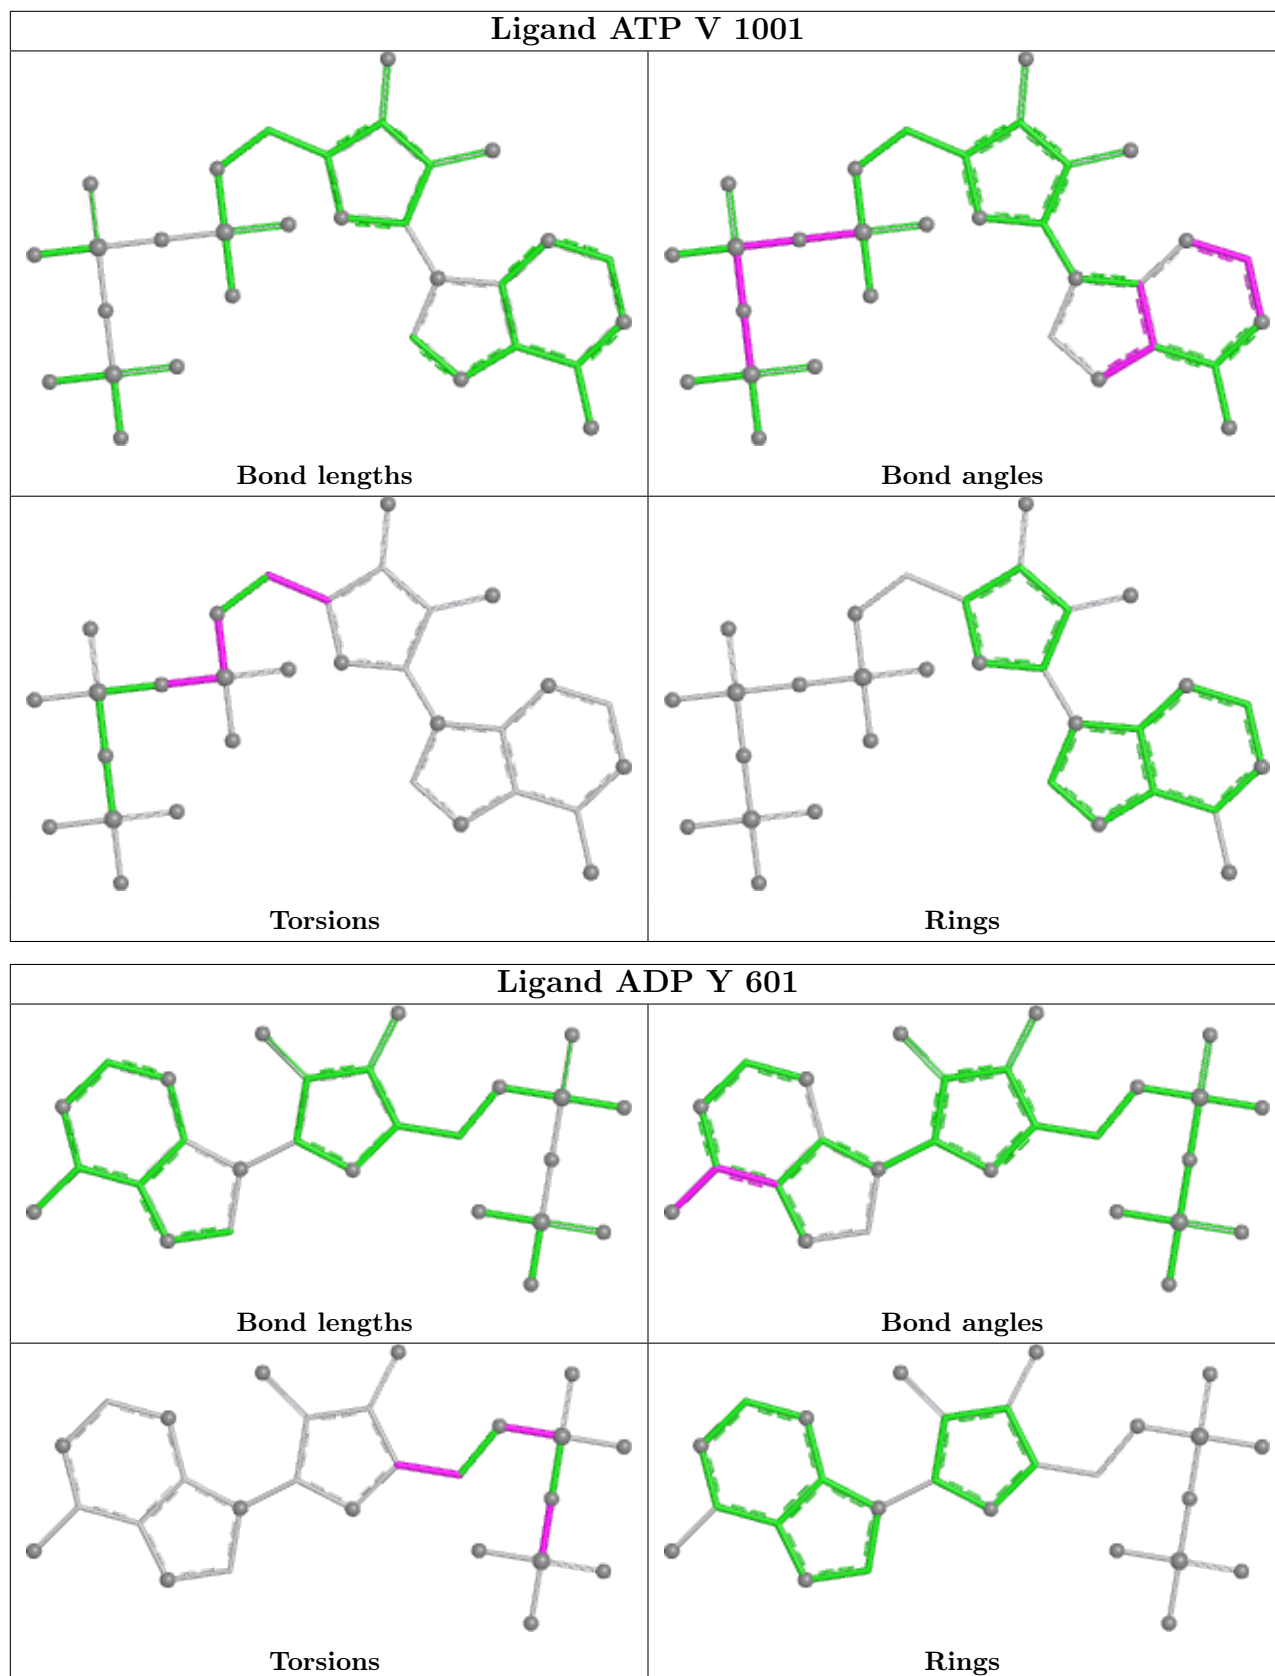 Ligand ATP V 1001
Bond lengths
Bond angles
Torsions
Rings
Ligand ADP Y 601
Bond lengths
Bond angles
Torsions
Rings